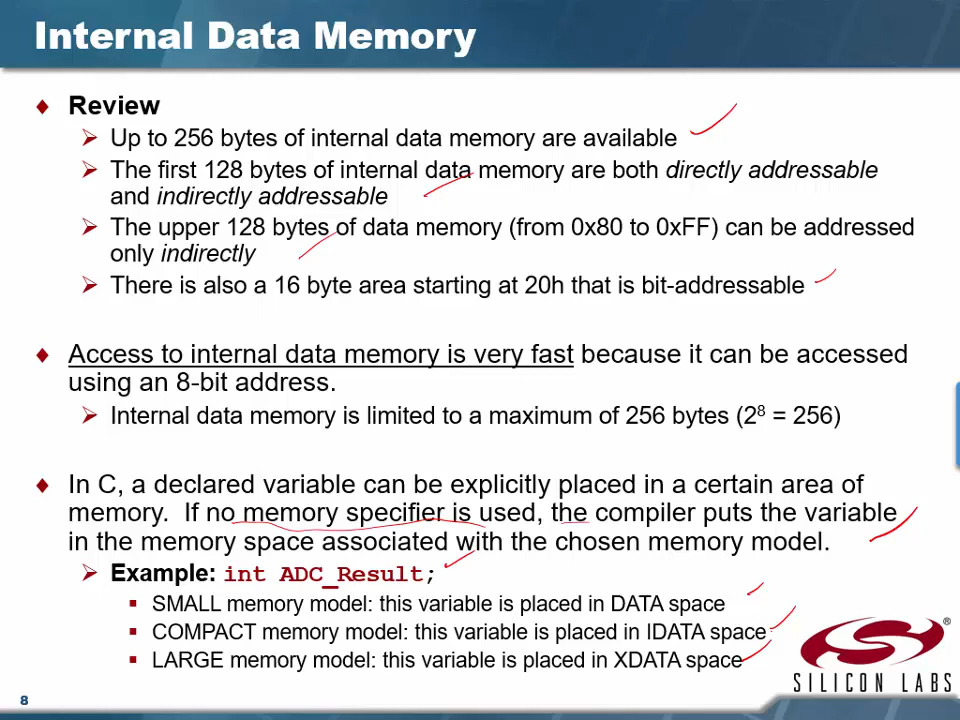 Internal Data Memory
Review
Up to 256 bytes of internal data memory are available
The first 128 bytes of internal data memory are both directly addressable
and indirectly addressable
The upper 128 bytes of data memory (from 0x80 to 0xFF) can be addressed
only indirectly
There is also a 16 byte area starting at 20h that is bit-addressable
Access to internal data memory is very fast because it can be accessed
using an 8-bit address.
Internal data memory is limited to a maximum of 256 bytes (2⁸ = 256)
In C, a declared variable can be explicitly placed in a certain area of
memory. If no memory specifier is used, the compiler puts the variable
in the memory space associated with the chosen memory model.
Example: int ADC_Result;
SMALL memory model: this variable is placed in DATA space
COMPACT memory model: this variable is placed in IDATA space
LARGE memory model: this variable is placed in XDATA space
®
SILICON LABS
8